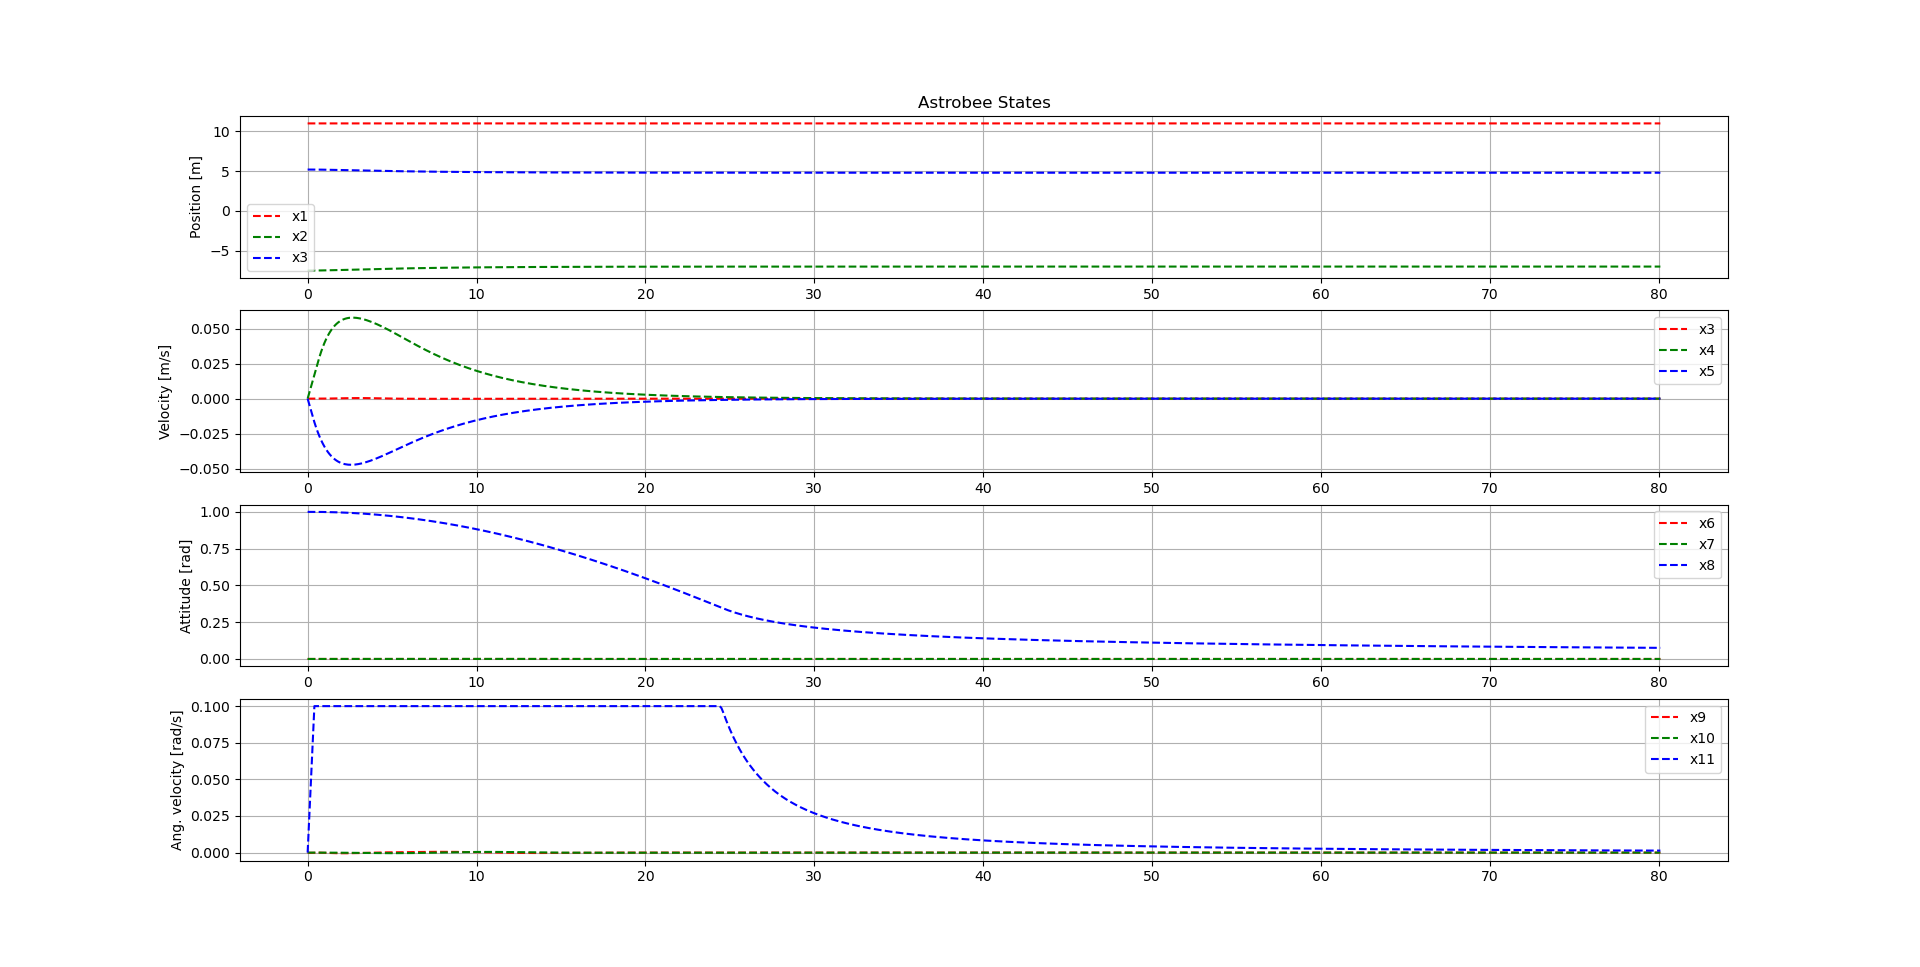 Astrobee States
Position [m]
10
5
0
−5
x1
x2
x3
0 10 20 30 40 50 60 70 80
Velocity [m/s]
0.050
0.025
0.000
−0.025
−0.050
x3
x4
x5
0 10 20 30 40 50 60 70 80
Attitude [rad]
1.00
0.75
0.50
0.25
0.00
x6
x7
x8
0 10 20 30 40 50 60 70 80
Ang. velocity [rad/s]
0.100
0.075
0.050
0.025
0.000
x9
x10
x11
0 10 20 30 40 50 60 70 80